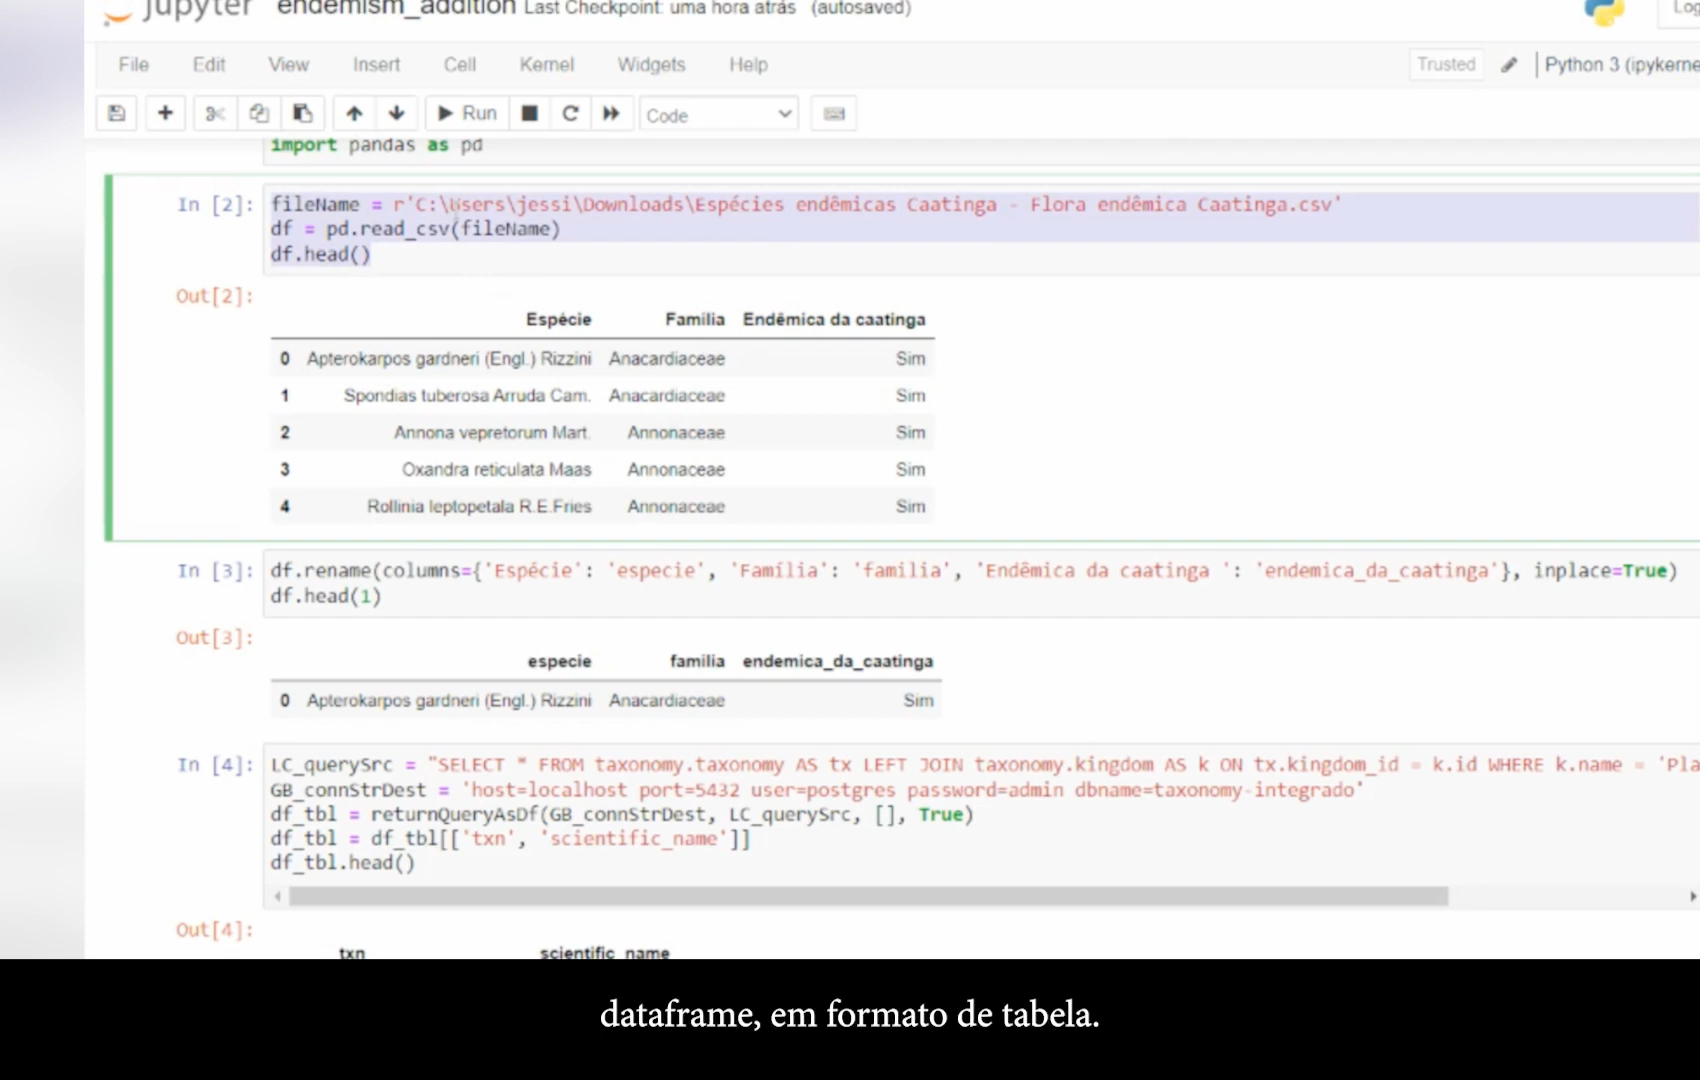 jupyter endemism_addition Last Checkpoint: uma hora atrás (autosaved)
File Edit View Insert Cell Kernel Widgets Help Trusted Python 3 (ipykerne
Run Code
import pandas as pd
In [2]: fileName = r'C:\Users\jessi\Downloads\Espécies endêmicas Caatinga - Flora endêmica Caatinga.csv'
df = pd.read_csv(fileName)
df.head()
Out[2]:
Espécie Família Endêmica da caatinga
0 Apterokarpos gardneri (Engl.) Rizzini Anacardiaceae Sim
1 Spondias tuberosa Arruda Cam. Anacardiaceae Sim
2 Annona vepretorum Mart. Annonaceae Sim
3 Oxandra reticulata Maas Annonaceae Sim
4 Rollinia leptopetala R.E.Fries Annonaceae Sim
In [3]: df.rename(columns={'Espécie': 'especie', 'Família': 'familia', 'Endêmica da caatinga ': 'endemica_da_caatinga'}, inplace=True)
df.head(1)
Out[3]:
especie familia endemica_da_caatinga
0 Apterokarpos gardneri (Engl.) Rizzini Anacardiaceae Sim
In [4]: LC_querySrc = "SELECT * FROM taxonomy.taxonomy AS tx LEFT JOIN taxonomy.kingdom AS k ON tx.kingdom_id = k.id WHERE k.name = 'Pla
GB_connStrDest = 'host=localhost port=5432 user=postgres password=admin dbname=taxonomy-integrado'
df_tbl = returnQueryAsDf(GB_connStrDest, LC_querySrc, [], True)
df_tbl = df_tbl[['txn', 'scientific_name']]
df_tbl.head()
Out[4]:
txn scientific_name
dataframe, em formato de tabela.